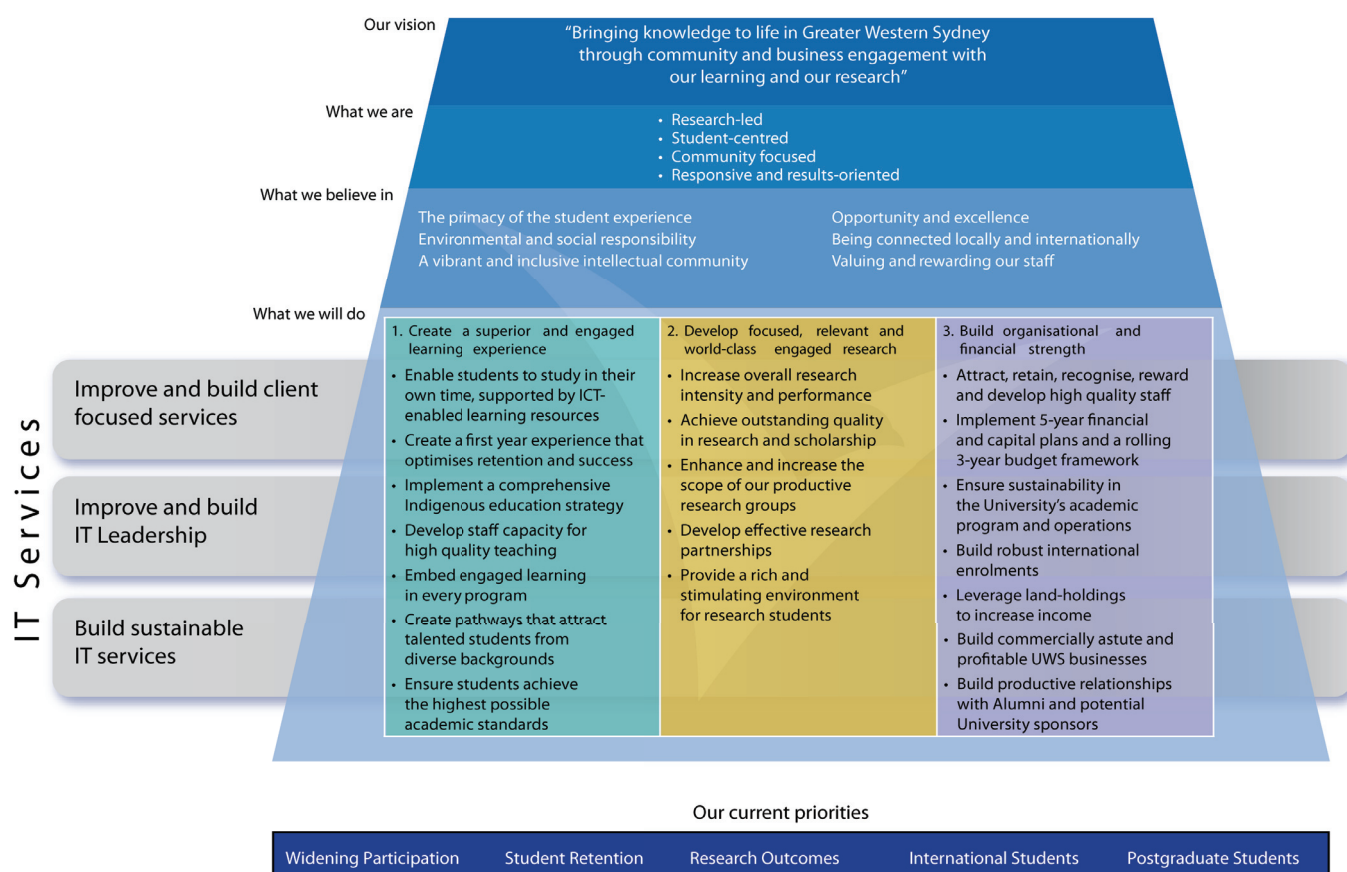 Our vision
“Bringing knowledge to life in Greater Western Sydney
through community and business engagement with
our learning and our research”
What we are
• Research-led
• Student-centred
• Community focused
• Responsive and results-oriented
What we believe in
The primacy of the student experience
Environmental and social responsibility
A vibrant and inclusive intellectual community
Opportunity and excellence
Being connected locally and internationally
Valuing and rewarding our staff
What we will do
1. Create a superior and engaged
learning experience
• Enable students to study in their
own time, supported by ICT-
enabled learning resources
• Create a first year experience that
optimises retention and success
• Implement a comprehensive
Indigenous education strategy
• Develop staff capacity for
high quality teaching
• Embed engaged learning
in every program
• Create pathways that attract
talented students from
diverse backgrounds
• Ensure students achieve
the highest possible
academic standards
2. Develop focused, relevant and
world-class engaged research
• Increase overall research
intensity and performance
• Achieve outstanding quality
in research and scholarship
• Enhance and increase the
scope of our productive
research groups
• Develop effective research
partnerships
• Provide a rich and
stimulating environment
for research students
3. Build organisational and
financial strength
• Attract, retain, recognise, reward
and develop high quality staff
• Implement 5-year financial
and capital plans and a rolling
3-year budget framework
• Ensure sustainability in
the University’s academic
program and operations
• Build robust international
enrolments
• Leverage land-holdings
to increase income
• Build commercially astute and
profitable UWS businesses
• Build productive relationships
with Alumni and potential
University sponsors
IT Services
Improve and build client
focused services
Improve and build
IT Leadership
Build sustainable
IT services
Our current priorities
Widening Participation
Student Retention
Research Outcomes
International Students
Postgraduate Students